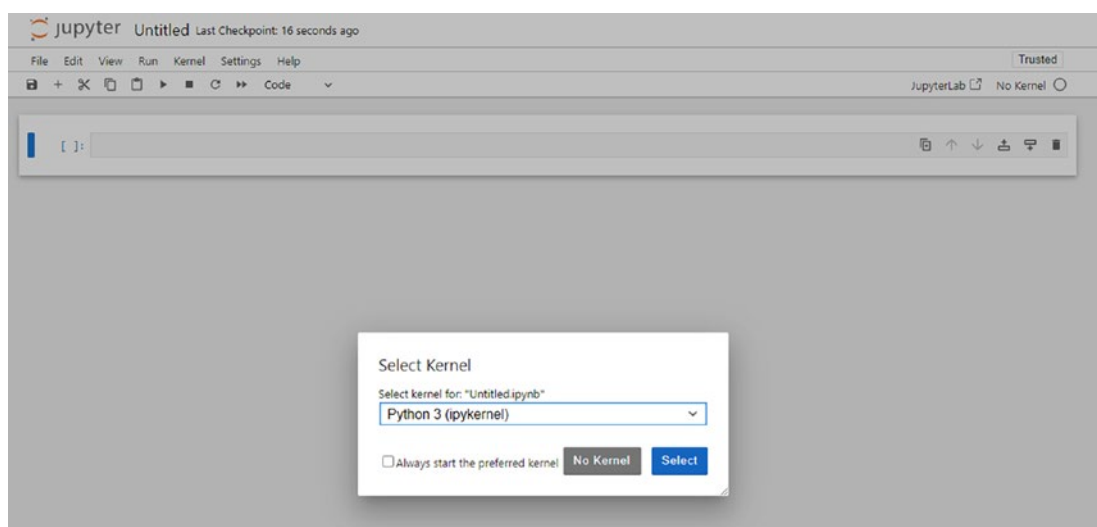 jupyter Untitled Last Checkpoint: 16 seconds ago
File Edit View Run Kernel Settings Help Trusted
Code JupyterLab No Kernel
[ ]:
Select Kernel
Select kernel for: "Untitled.ipynb"
Python 3 (ipykernel)
Always start the preferred kernel No Kernel Select